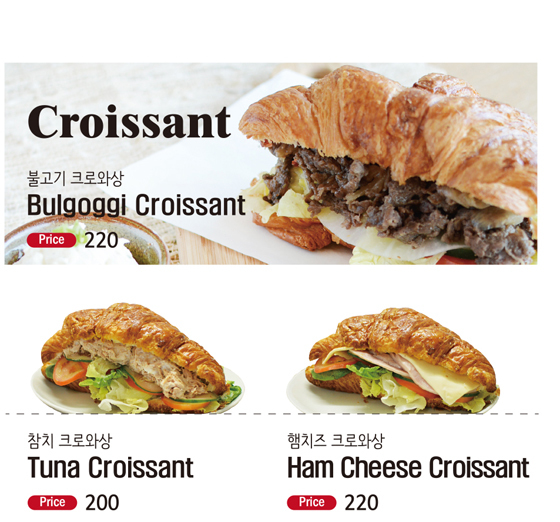 Croissant
불고기 크로와상
Bulgoggi Croissant
Price 220
참치 크로와상
Tuna Croissant
Price 200
햄치즈 크로와상
Ham Cheese Croissant
Price 220